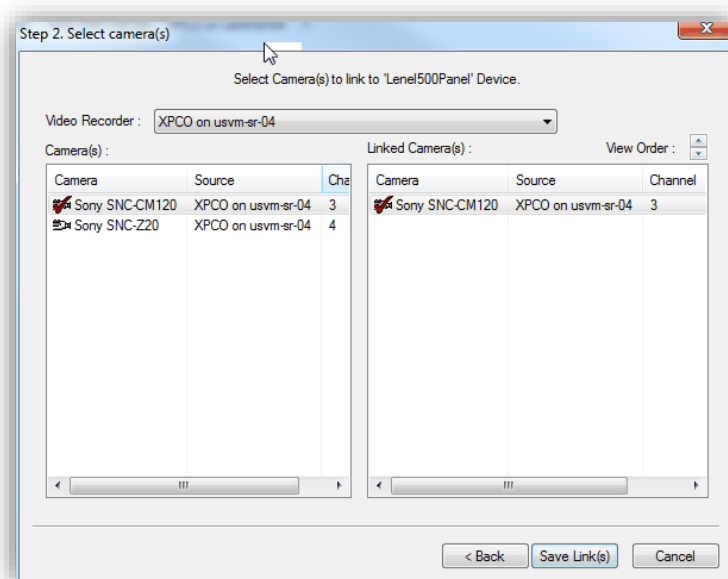 Step 2. Select camera(s)
Select Camera(s) to link to 'Lenel500Panel' Device.
Video Recorder : XPCO on usvm-sr-04
Camera(s) : Linked Camera(s) : View Order :
Camera Source Cha Camera Source Channel
Sony SNC-CM120 XPCO on usvm-sr-04 3 Sony SNC-CM120 XPCO on usvm-sr-04 3
Sony SNC-Z20 XPCO on usvm-sr-04 4
< Back Save Link(s) Cancel